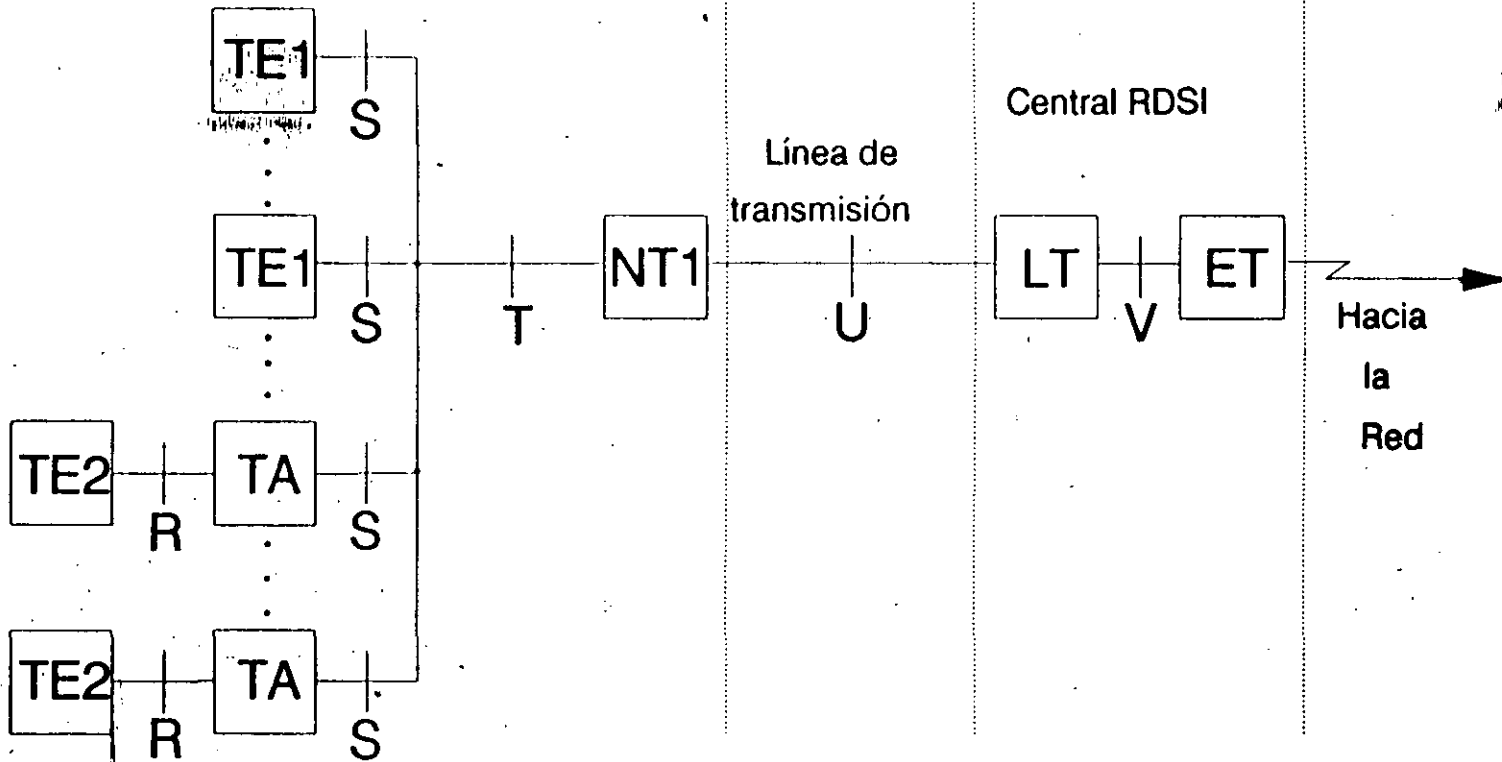 TE1
S
Central RDSI
Línea de
transmisión
TE1
S
T
NT1
U
LT
V
ET
Hacia
la
Red
TE2
R
TA
S
TE2
R
TA
S